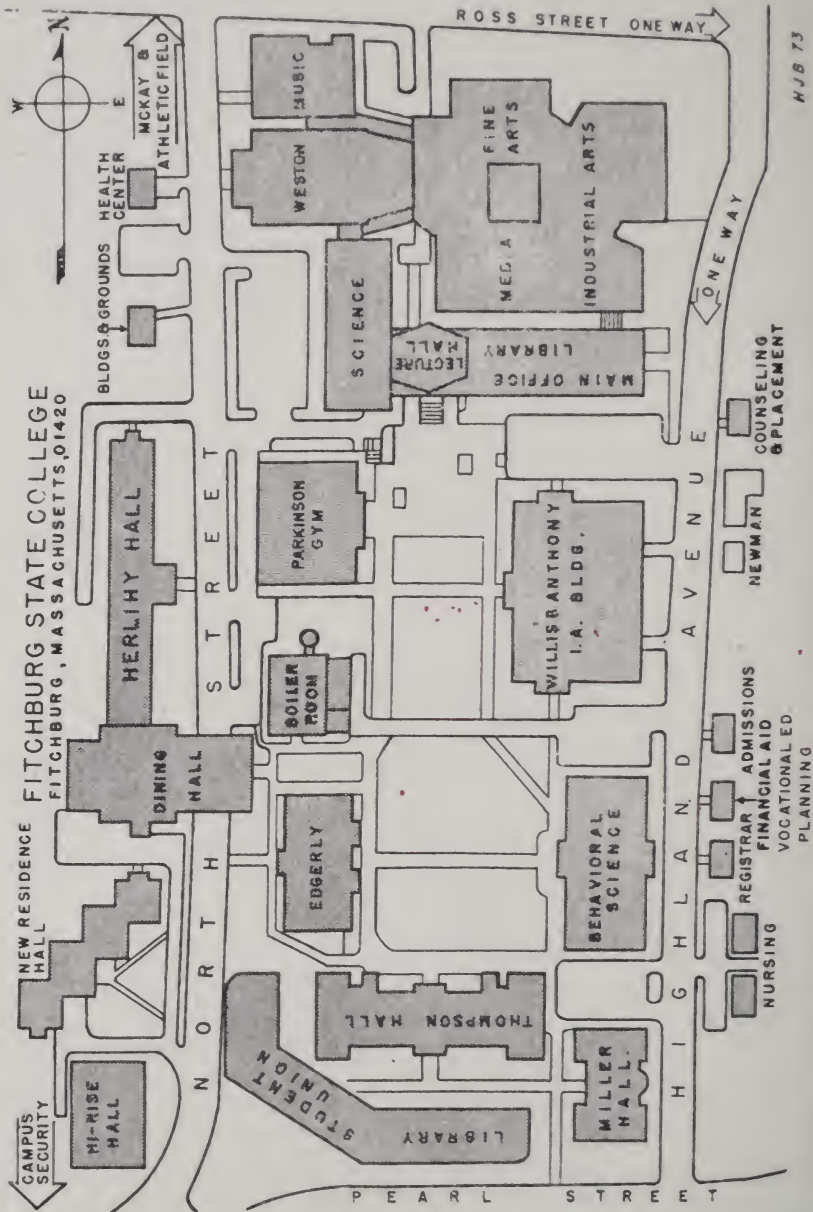 FITCHBURG STATE COLLEGE
FITCHBURG, MASSACHUSETTS, 01420
CAMPUS
SECURITY
HI-RISE
HALL
NEW RESIDENCE
HALL
DINING
HALL
HERLIHY HALL
BLDGS. & GROUNDS
HEALTH
CENTER
MCKAY &
ATHLETIC FIELD
W
N
E
NORTH STREET
STUDENT
UNION
LIBRARY
THOMPSON
HALL
EDGERLY
BOILER
ROOM
PARKINSON
GYM
SCIENCE
WESTON
MUSIC
LECTURE
HALL
LIBRARY
MAIN OFFICE
MEDIA
FINE
ARTS
INDUSTRIAL ARTS
ROSS STREET ONE WAY
ONE WAY
MILLER
HALL.
BEHAVIORAL
SCIENCE
WILLIS B ANTHONY
I.A. BLDG.
PEARL STREET
HIGHLAND AVENUE
NURSING
REGISTRAR
ADMISSIONS
FINANCIAL AID
VOCATIONAL ED.
PLANNING
NEWMAN
COUNSELING
& PLACEMENT
HJB 73